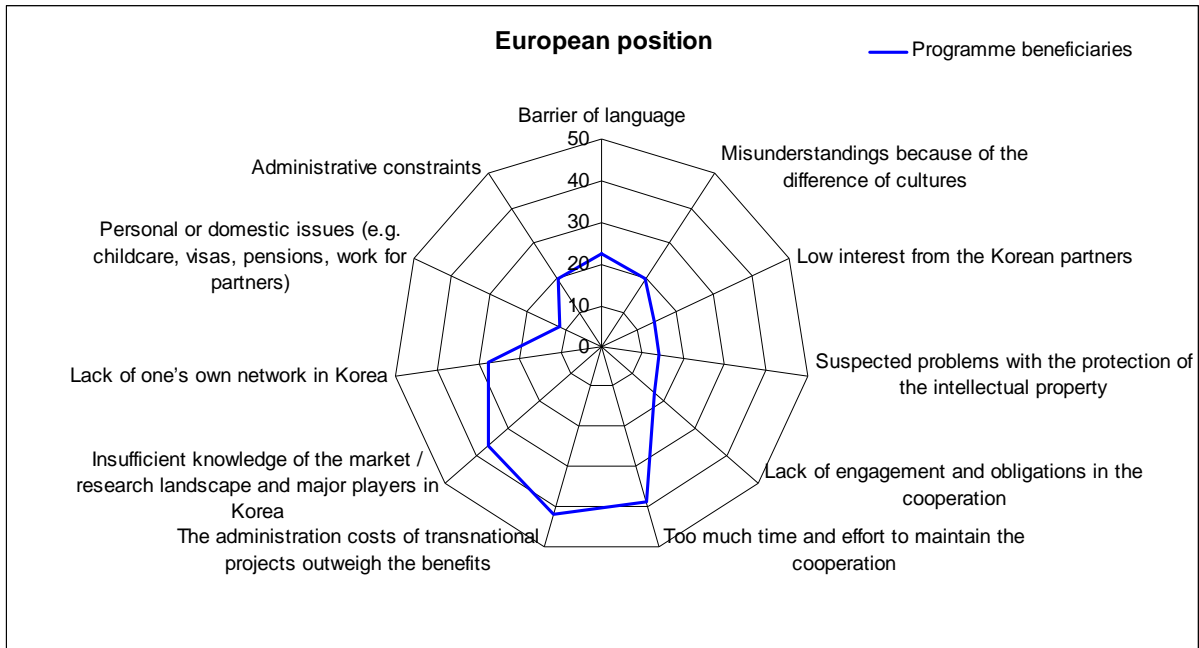 European position
Programme beneficiaries
Barrier of language
Misunderstandings because of the
difference of cultures
Low interest from the Korean partners
Suspected problems with the protection of
the intellectual property
Lack of engagement and obligations in the
cooperation
Too much time and effort to maintain the
cooperation
The administration costs of transnational
projects outweigh the benefits
Insufficient knowledge of the market /
research landscape and major players in
Korea
Lack of one’s own network in Korea
Personal or domestic issues (e.g.
childcare, visas, pensions, work for
partners)
Administrative constraints
50
40
30
20
10
0